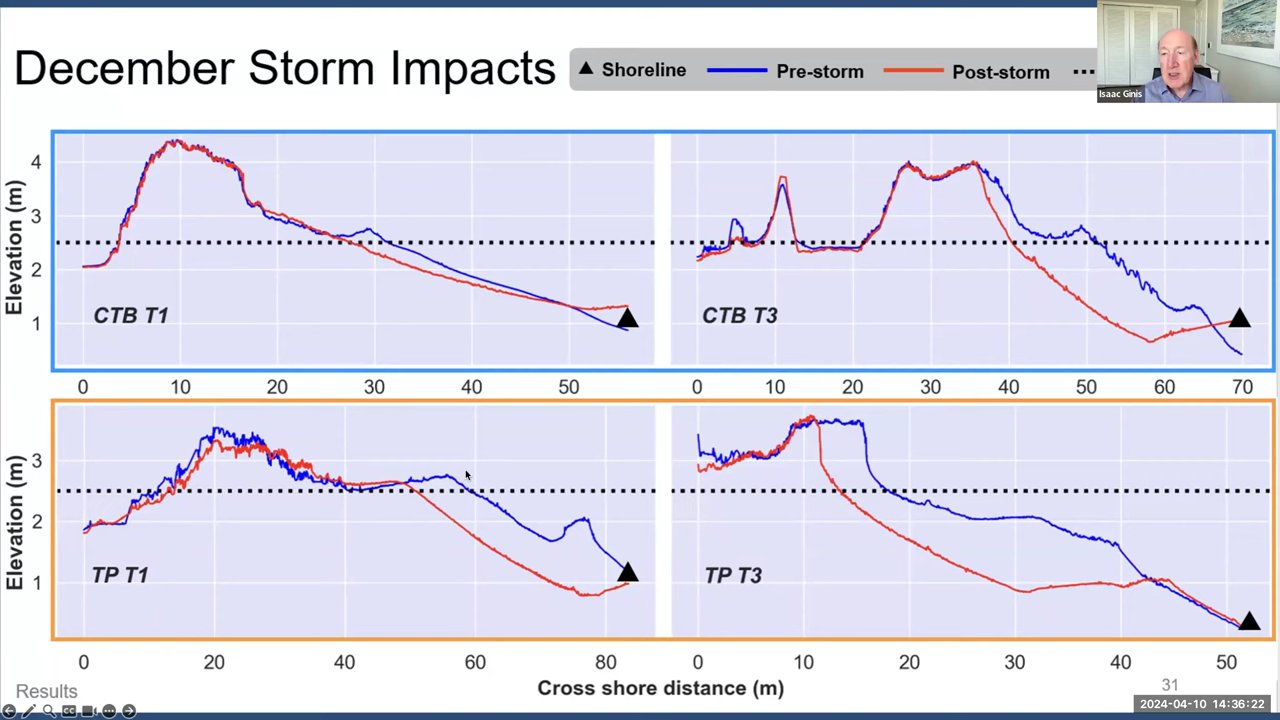 December Storm Impacts
Shoreline Pre-storm Post-storm
Isaac Ginis
Elevation (m)
4
3
2
1
CTB T1
CTB T3
0 10 20 30 40 50
0 10 20 30 40 50 60 70
Elevation (m)
3
2
1
TP T1
TP T3
0 20 40 60 80
0 10 20 30 40 50
Cross shore distance (m)
Results
31
CC
2024-04-10 14:36:22